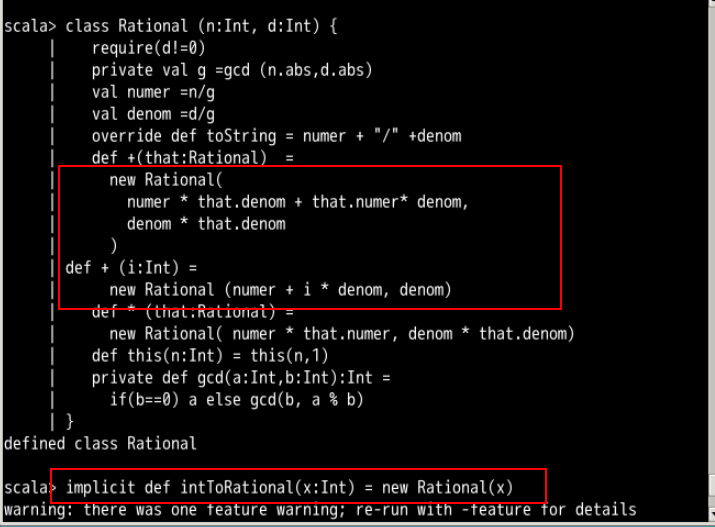 scala> class Rational (n:Int, d:Int) {
     |    require(d!=0)
     |    private val g =gcd (n.abs,d.abs)
     |    val numer =n/g
     |    val denom =d/g
     |    override def toString = numer + "/" +denom
     |    def +(that:Rational)  =
     |      new Rational(
     |        numer * that.denom + that.numer* denom,
     |        denom * that.denom
     |      )
     | def + (i:Int) =
     |      new Rational (numer + i * denom, denom)
     |    def * (that:Rational) =
     |      new Rational( numer * that.numer, denom * that.denom)
     |    def this(n:Int) = this(n,1)
     |    private def gcd(a:Int,b:Int):Int =
     |      if(b==0) a else gcd(b, a % b)
     | }
defined class Rational
scala> implicit def intToRational(x:Int) = new Rational(x)
warning: there was one feature warning; re-run with -feature for details